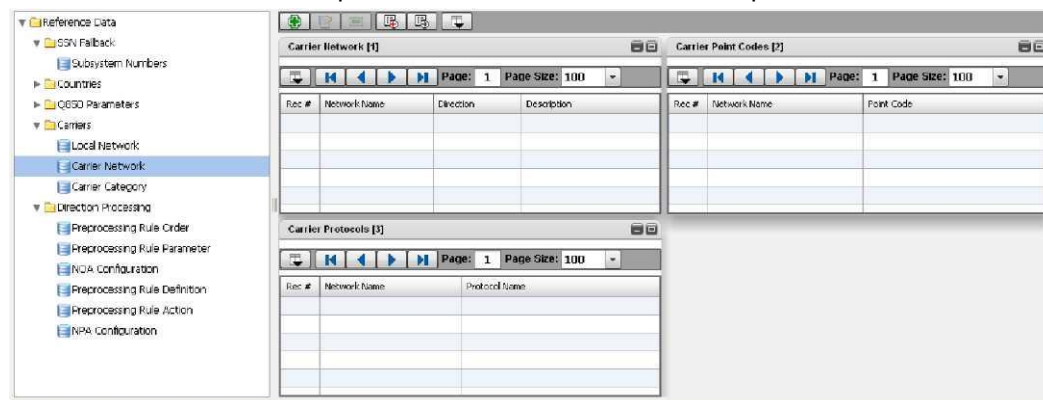 Reference Data
SSN Fallback
Subsystem Numbers
Countries
Q850 Parameters
Carriers
Local Network
Carrier Network
Carrier Category
Direction Processing
Preprocessing Rule Order
Preprocessing Rule Parameter
NOA Configuration
Preprocessing Rule Definition
Preprocessing Rule Action
NPA Configuration
Carrier Network [1]
Page: 1 Page Size: 100
Rec # Network Name Direction Description
Carrier Point Codes [2]
Page: 1 Page Size: 100
Rec # Network Name Point Code
Carrier Protocols [3]
Page: 1 Page Size: 100
Rec # Network Name Protocol Name